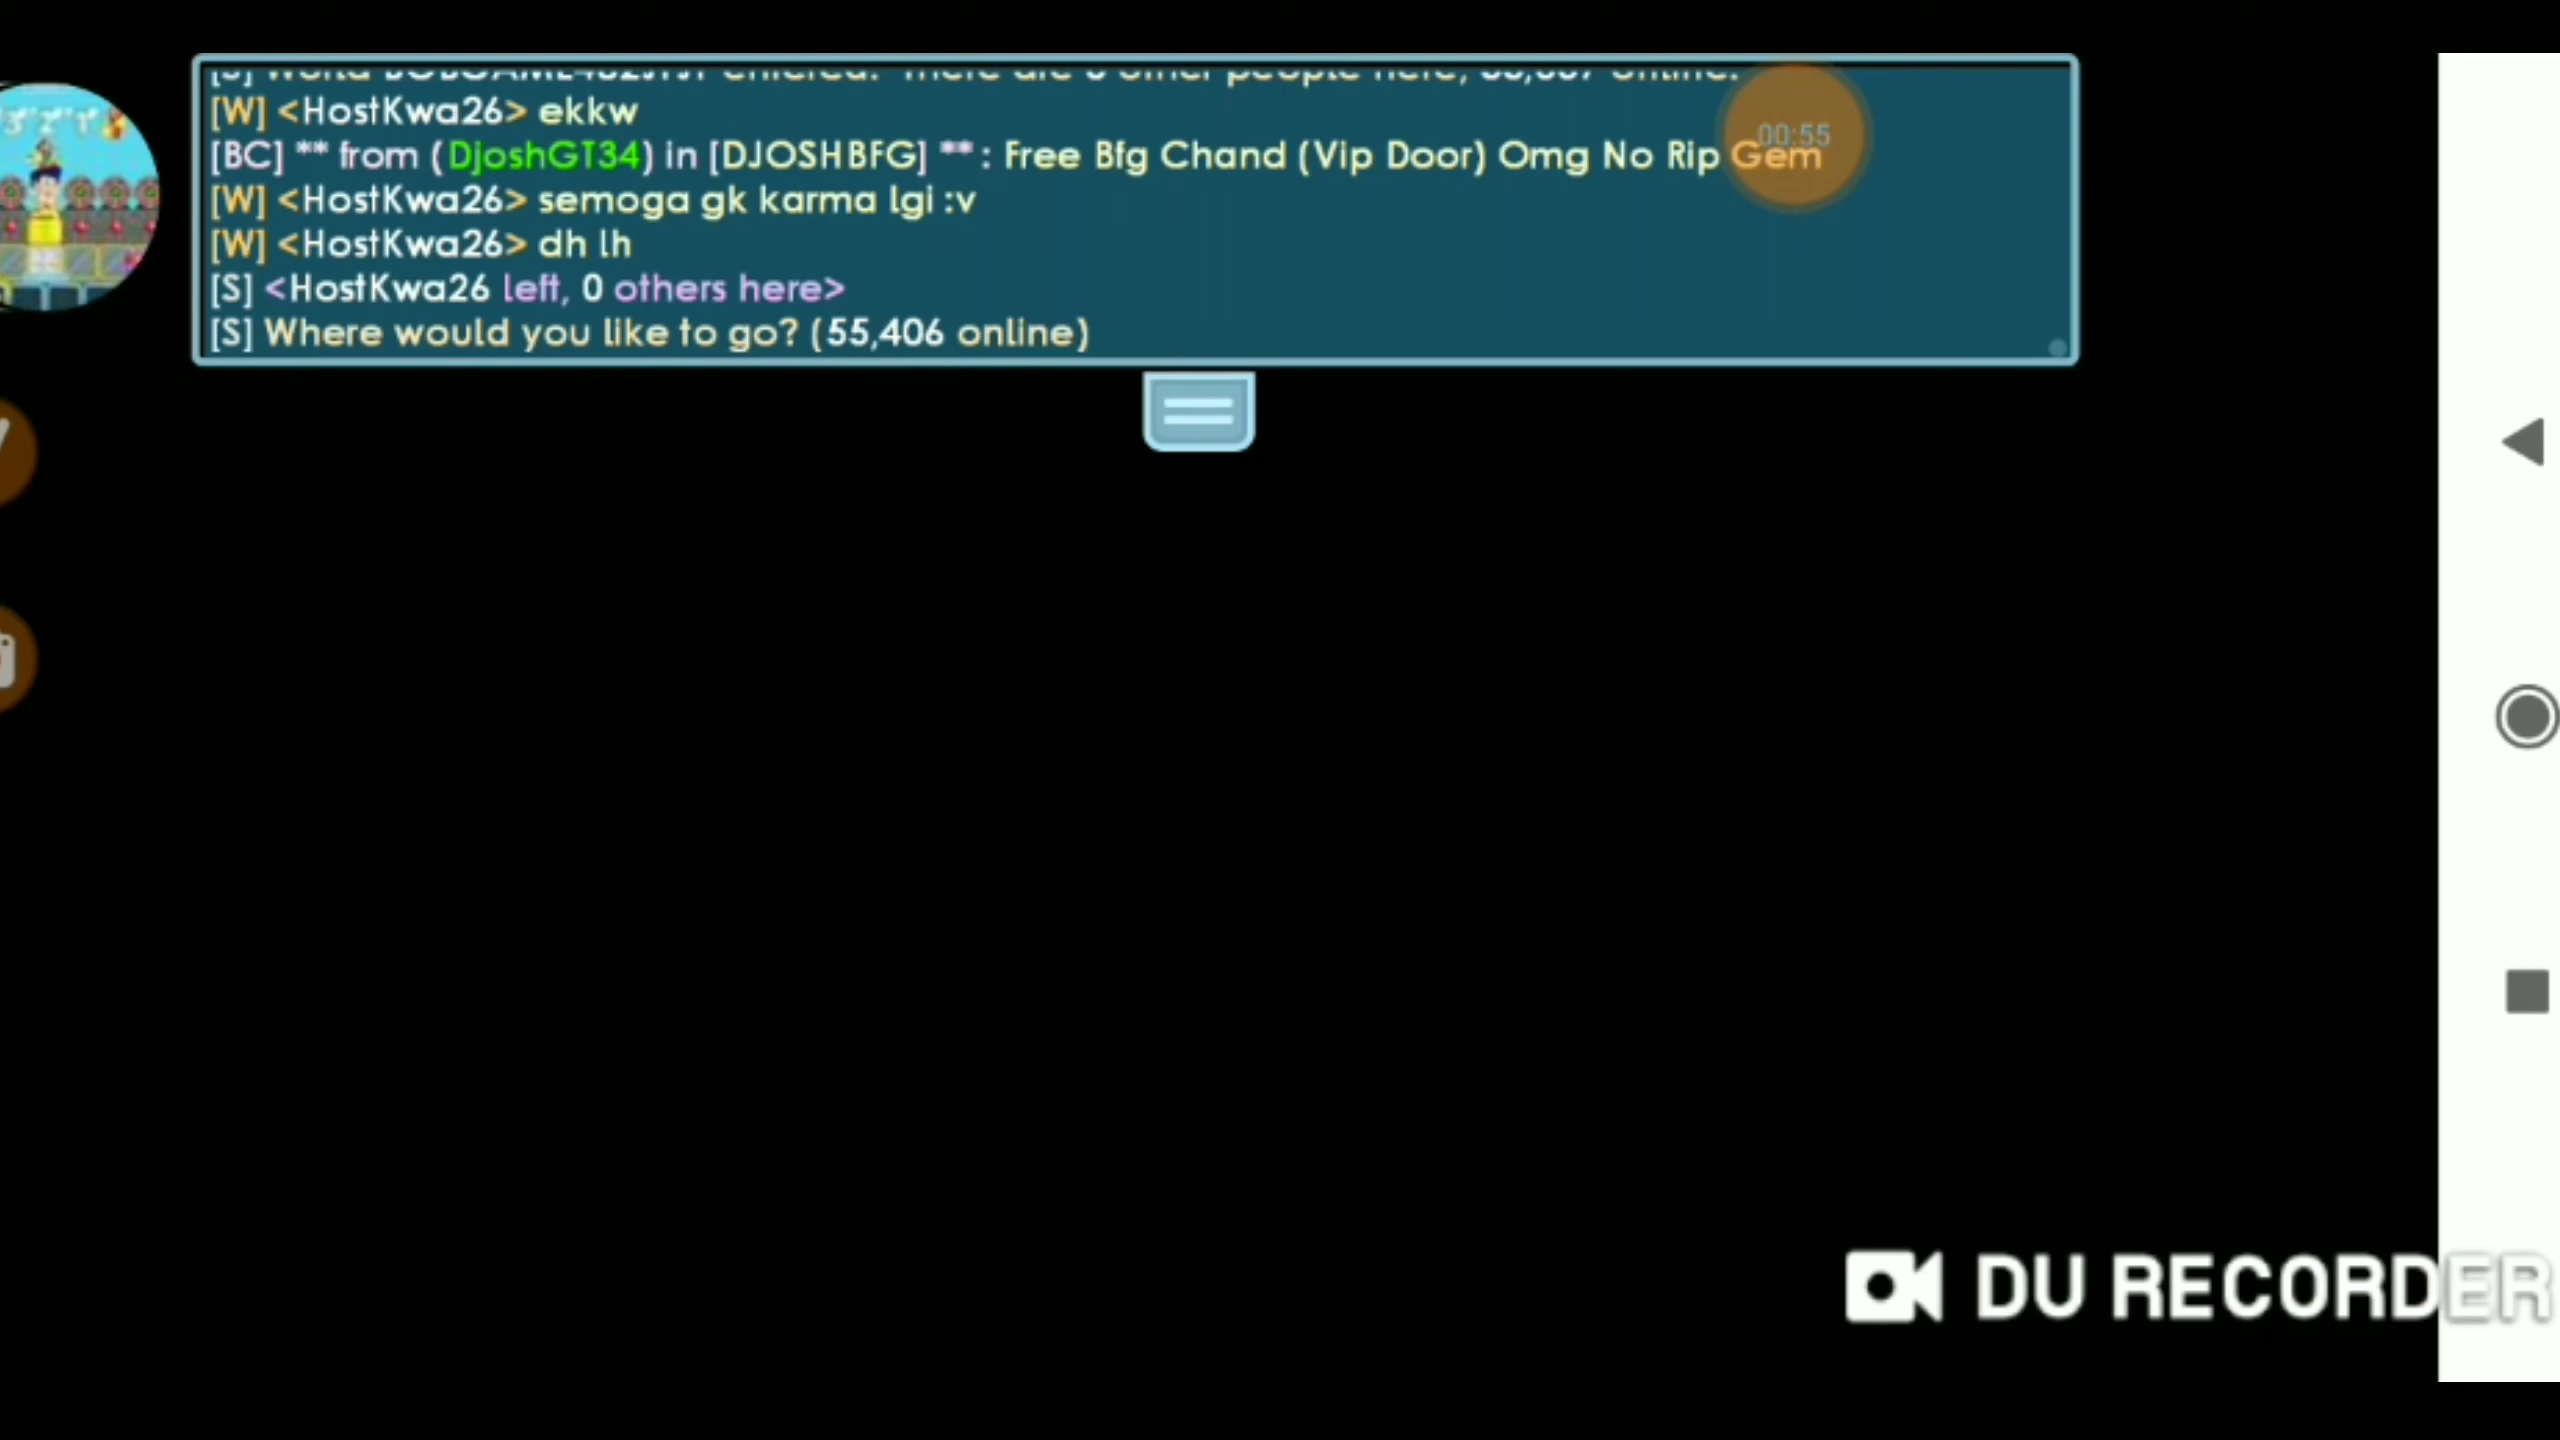 [W] <HostKwa26> ekkw
[BC] ** from (DjoshGT34) in [DJOSHBFG] ** : Free Bfg Chand (Vip Door) Omg No Rip Gem
00:55
[W] <HostKwa26> semoga gk karma lgi :v
[W] <HostKwa26> dh lh
[S] <HostKwa26 left, 0 others here>
[S] Where would you like to go? (55,406 online)
DU RECORDER